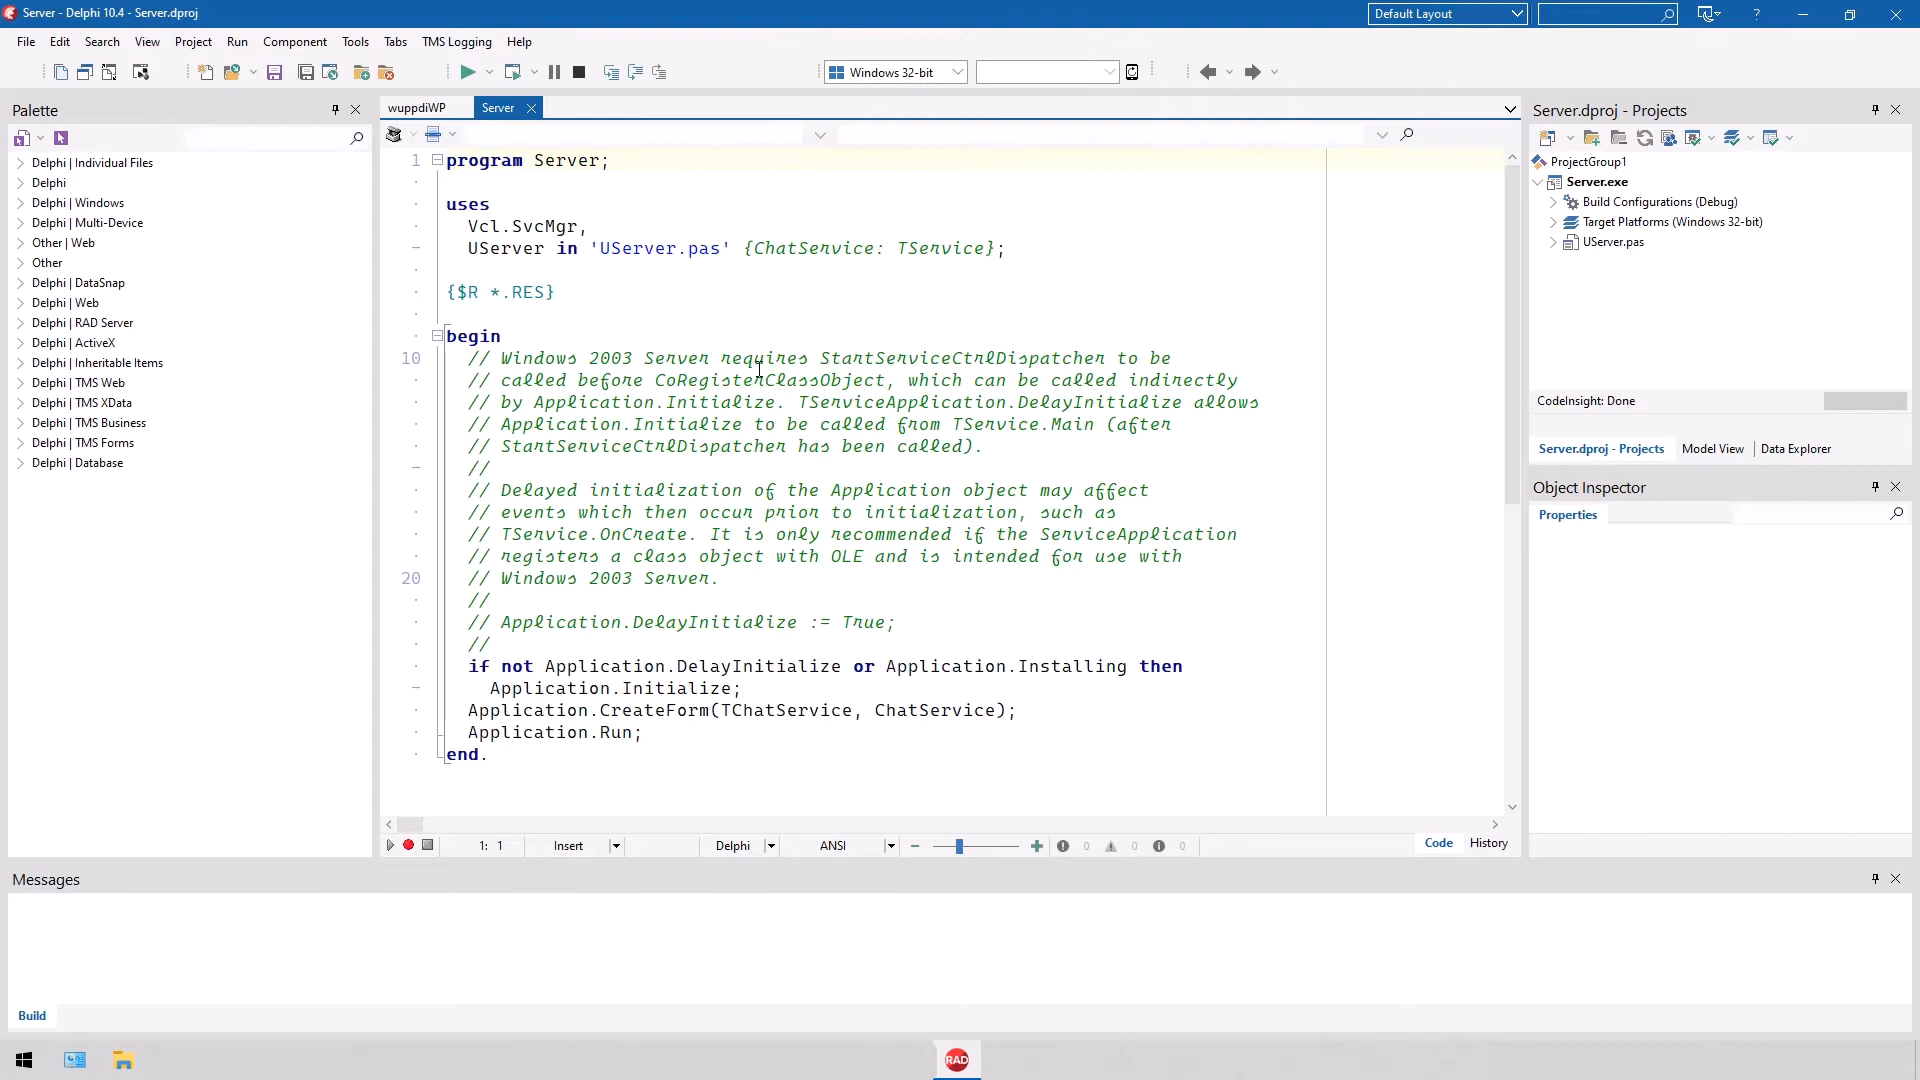 Server - Delphi 10.4 - Server.dproj
Default Layout
?
File Edit Search View Project Run Component Tools Tabs TMS Logging Help
Windows 32-bit
Palette
Delphi | Individual Files
Delphi
Delphi | Windows
Delphi | Multi-Device
Other | Web
Other
Delphi | DataSnap
Delphi | Web
Delphi | RAD Server
Delphi | ActiveX
Delphi | Inheritable Items
Delphi | TMS Web
Delphi | TMS XData
Delphi | TMS Business
Delphi | TMS Forms
Delphi | Database
wuppdiWP Server
1 program Server;
uses
Vcl.SvcMgr,
UServer in 'UServer.pas' {ChatService: TService};
{$R *.RES}
begin
10 // Windows 2003 Server requires StartServiceCtrlDispatcher to be
// called before CoRegisterClassObject, which can be called indirectly
// by Application.Initialize. TServiceApplication.DelayInitialize allows
// Application.Initialize to be called from TService.Main (after
// StartServiceCtrlDispatcher has been called).
//
// Delayed initialization of the Application object may affect
// events which then occur prior to initialization, such as
// TService.OnCreate. It is only recommended if the ServiceApplication
// registers a class object with OLE and is intended for use with
20 // Windows 2003 Server.
//
// Application.DelayInitialize := True;
//
if not Application.DelayInitialize or Application.Installing then
Application.Initialize;
Application.CreateForm(TChatService, ChatService);
Application.Run;
end.
1: 1 Insert Delphi ANSI 0 0 0 Code History
Server.dproj - Projects
ProjectGroup1
Server.exe
Build Configurations (Debug)
Target Platforms (Windows 32-bit)
UServer.pas
CodeInsight: Done
Server.dproj - Projects Model View Data Explorer
Object Inspector
Properties
Messages
Build
RAD